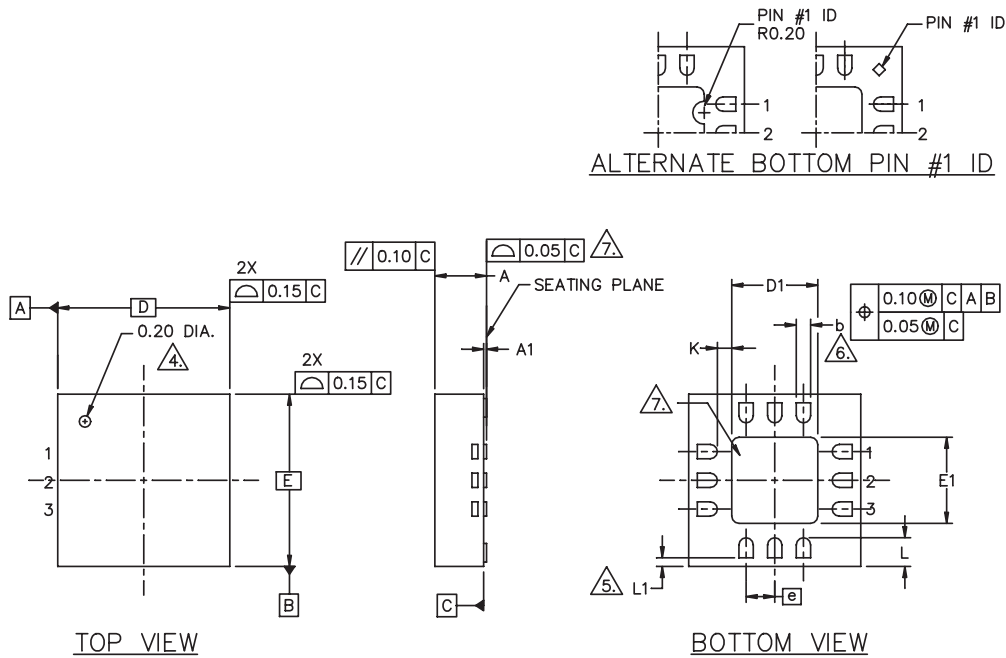 PIN #1 ID
R0.20
PIN #1 ID
1
2
1
2
ALTERNATE BOTTOM PIN #1 ID
// 0.10 C
0.05 C
7.
A
SEATING PLANE
A1
2X
0.15 C
A
D
0.20 DIA.
4.
2X
0.15 C
1
2
3
E
B
C
TOP VIEW
D1
0.10 Ⓜ C A B
0.05 Ⓜ C
b
6.
K
7.
1
2
3
E1
L
5.
L1
e
BOTTOM VIEW